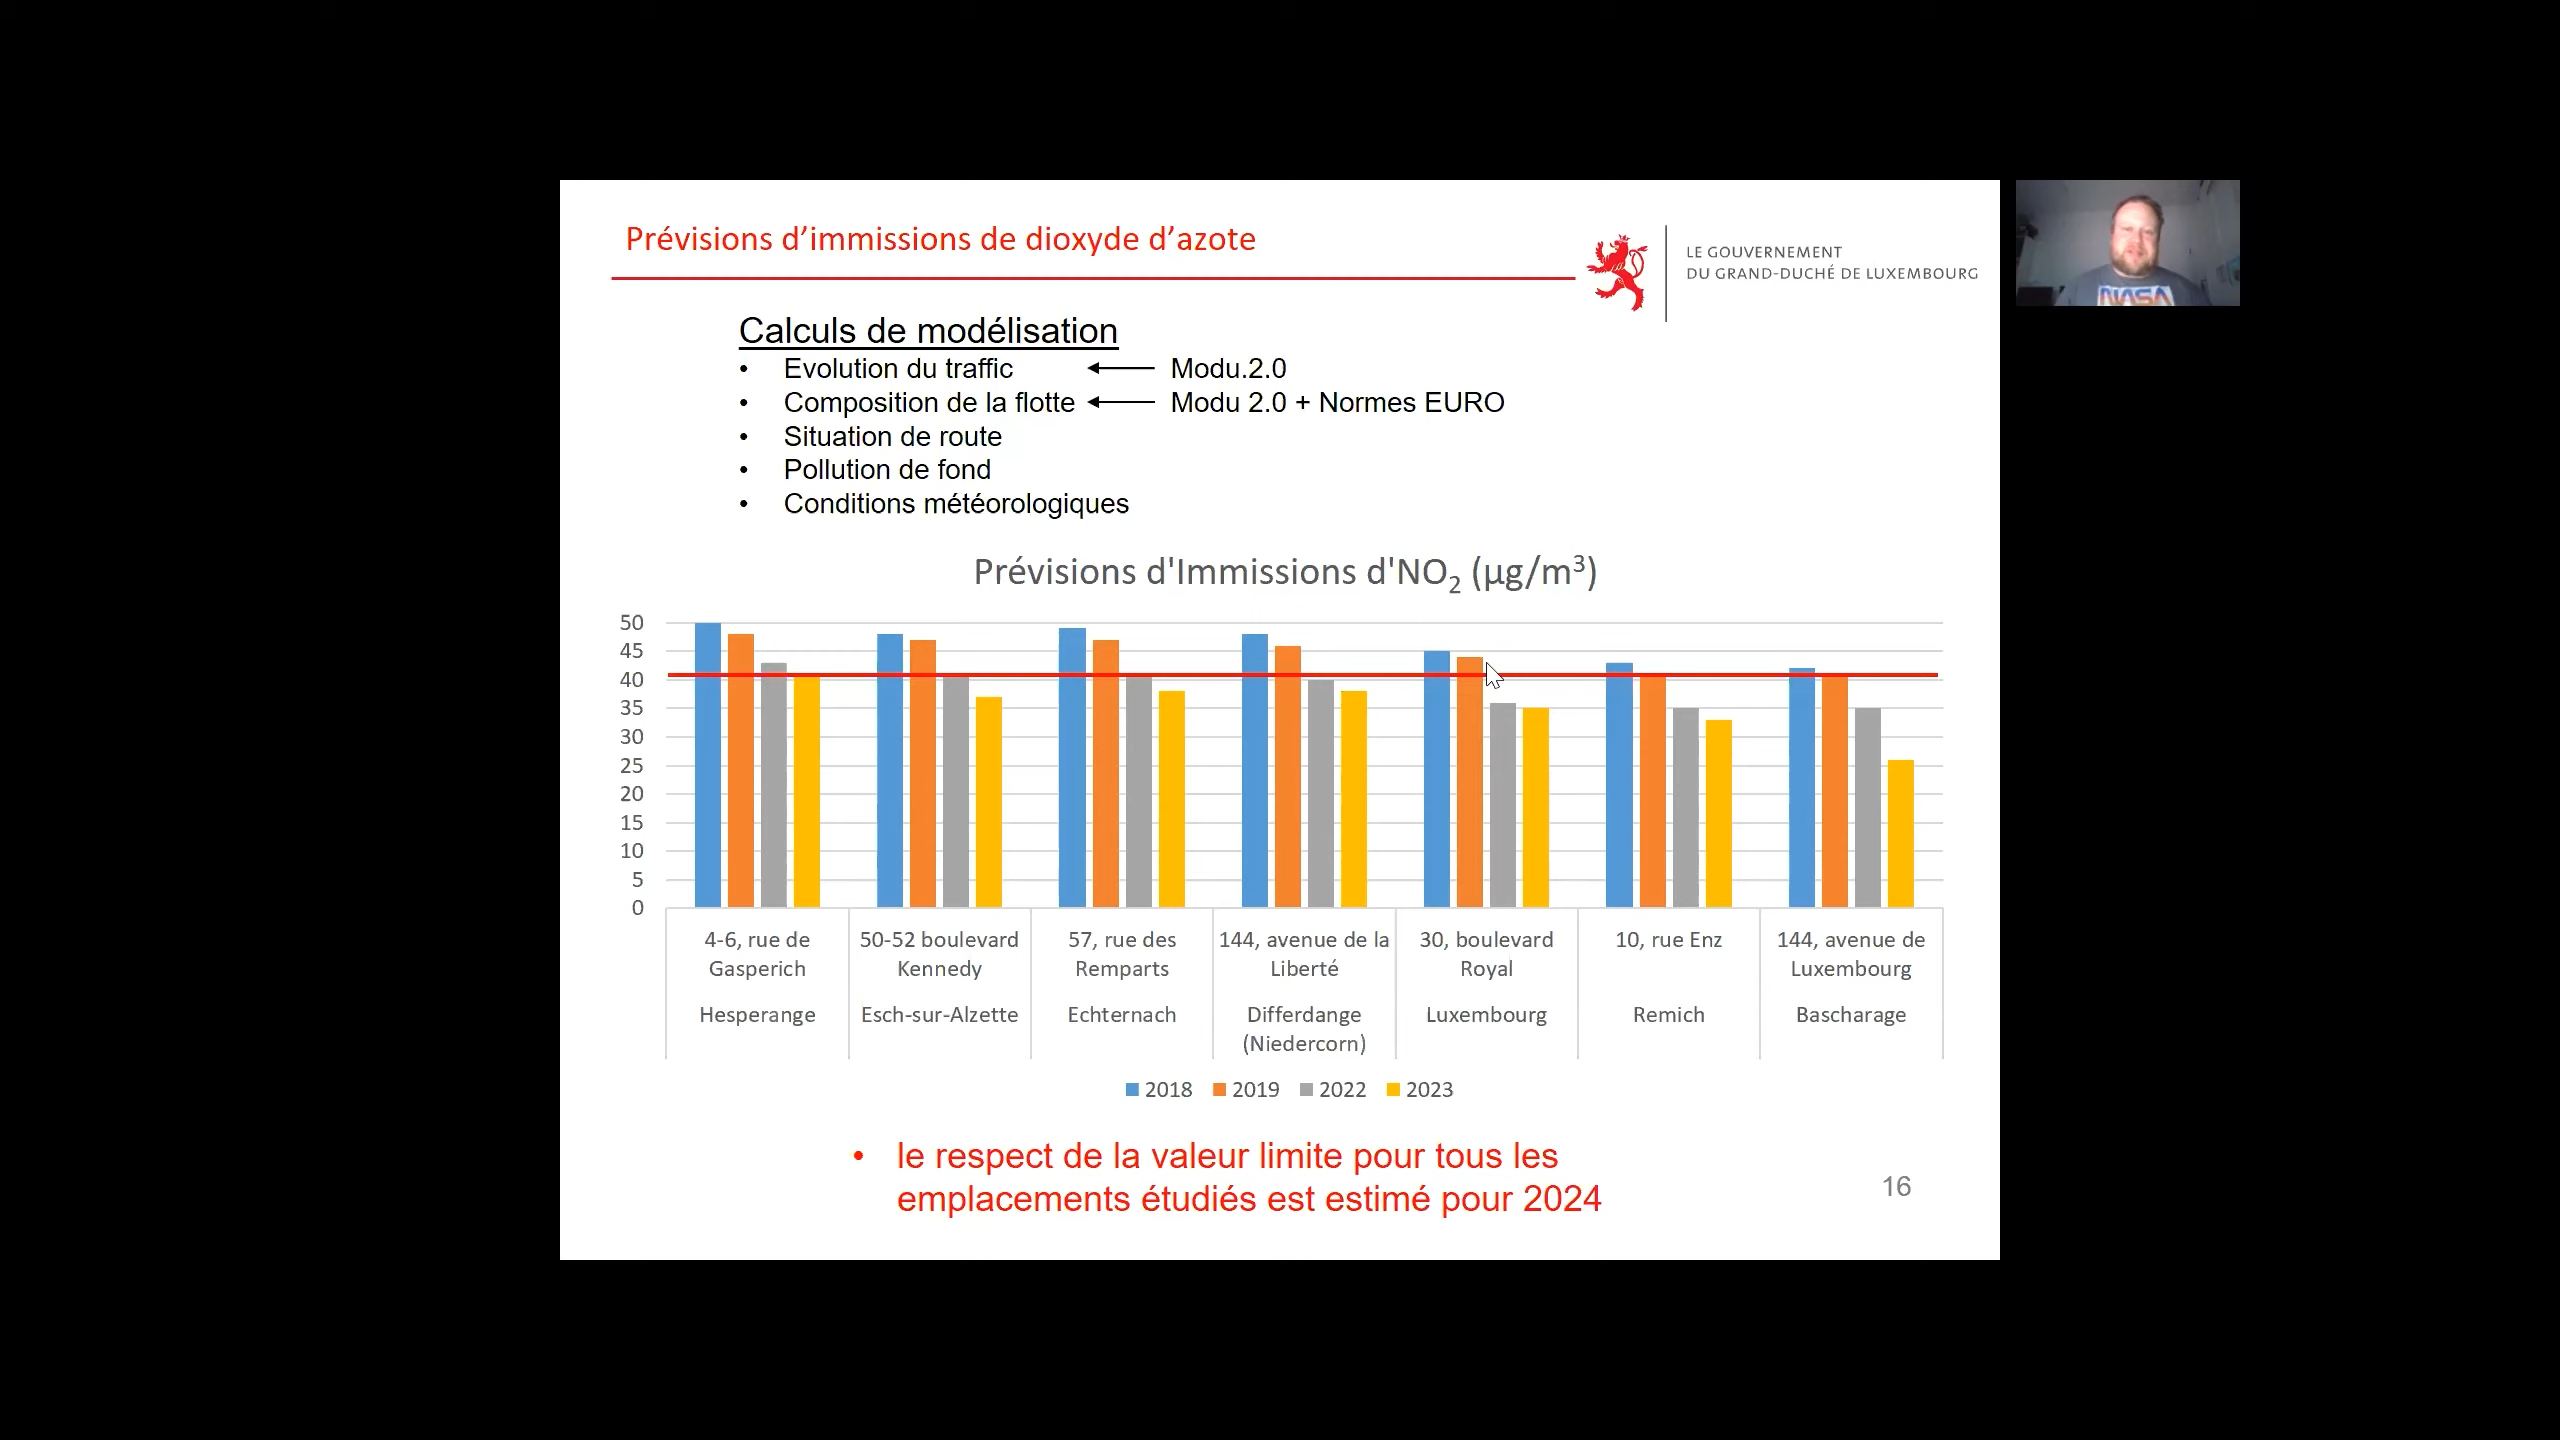 Prévisions d’immissions de dioxyde d’azote
LE GOUVERNEMENT
DU GRAND-DUCHÉ DE LUXEMBOURG
NASA
Calculs de modélisation
• Evolution du traffic Modu.2.0
• Composition de la flotte Modu 2.0 + Normes EURO
• Situation de route
• Pollution de fond
• Conditions météorologiques
Prévisions d'Immissions d'NO2 (µg/m³)
50
45
40
35
30
25
20
15
10
5
0
4-6, rue de
Gasperich
Hesperange
50-52 boulevard
Kennedy
Esch-sur-Alzette
57, rue des
Remparts
Echternach
144, avenue de la
Liberté
Differdange
(Niedercorn)
30, boulevard
Royal
Luxembourg
10, rue Enz
Remich
144, avenue de
Luxembourg
Bascharage
2018 2019 2022 2023
• le respect de la valeur limite pour tous les
emplacements étudiés est estimé pour 2024
16